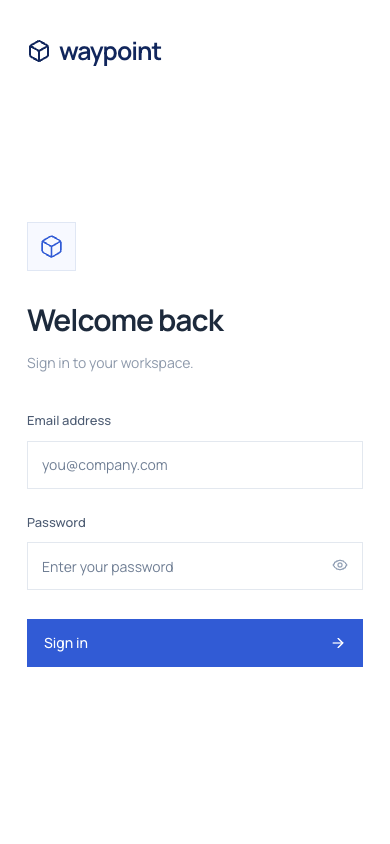 waypoint
Welcome back
Sign in to your workspace.
Email address
you@company.com
Password
Enter your password
Sign in